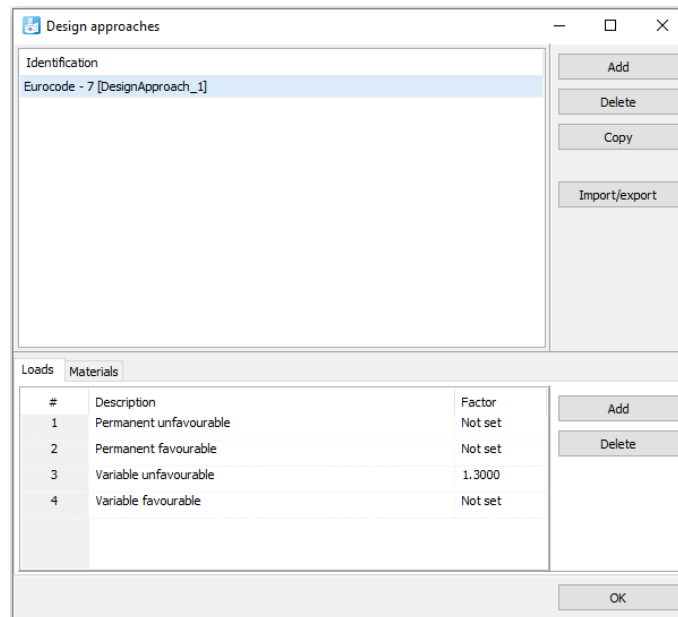 Design approaches
Identification
Eurocode - 7 [DesignApproach_1]
Add
Delete
Copy
Import/export
Loads Materials
# Description Factor
1 Permanent unfavourable Not set
2 Permanent favourable Not set
3 Variable unfavourable 1.3000
4 Variable favourable Not set
Add
Delete
OK